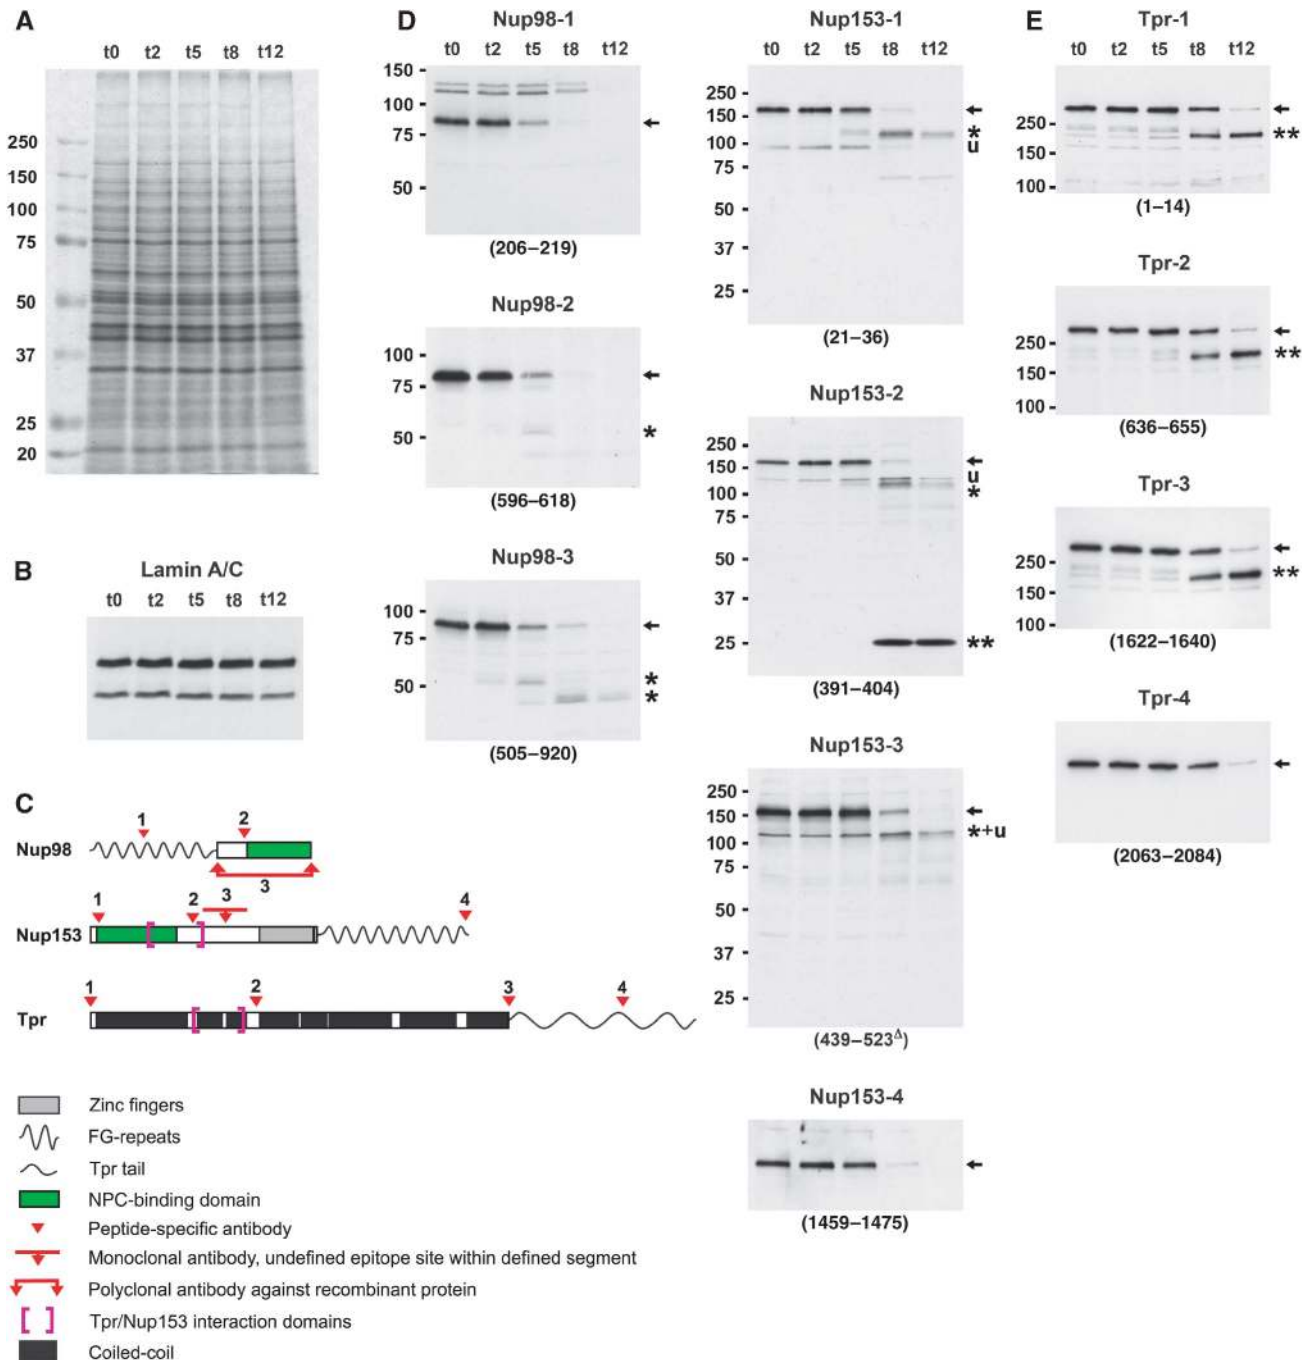 A
t0 t2 t5 t8 t12
250
150
100
75
50
37
25
20
B
Lamin A/C
t0 t2 t5 t8 t12
C
Nup98
1 2
3
Nup153
1 2 3 4
Tpr
1 2 3 4
Zinc fingers
FG-repeats
Tpr tail
NPC-binding domain
Peptide-specific antibody
Monoclonal antibody, undefined epitope site within defined segment
Polyclonal antibody against recombinant protein
[ ] Tpr/Nup153 interaction domains
Coiled-coil
D
Nup98-1
t0 t2 t5 t8 t12
150
100
75
50
(206–219)
Nup98-2
100
75
50
*
(596–618)
Nup98-3
100
75
50
*
*
(505–920)
Nup153-1
t0 t2 t5 t8 t12
250
150
100
75
50
37
25
*
u
(21–36)
Nup153-2
250
150
100
75
50
37
25
u
*
**
(391–404)
Nup153-3
250
150
100
75
50
37
25
*+u
(439–523Δ)
Nup153-4
(1459–1475)
E
Tpr-1
t0 t2 t5 t8 t12
250
150
100
**
(1–14)
Tpr-2
250
150
100
**
(636–655)
Tpr-3
250
150
100
**
(1622–1640)
Tpr-4
(2063–2084)